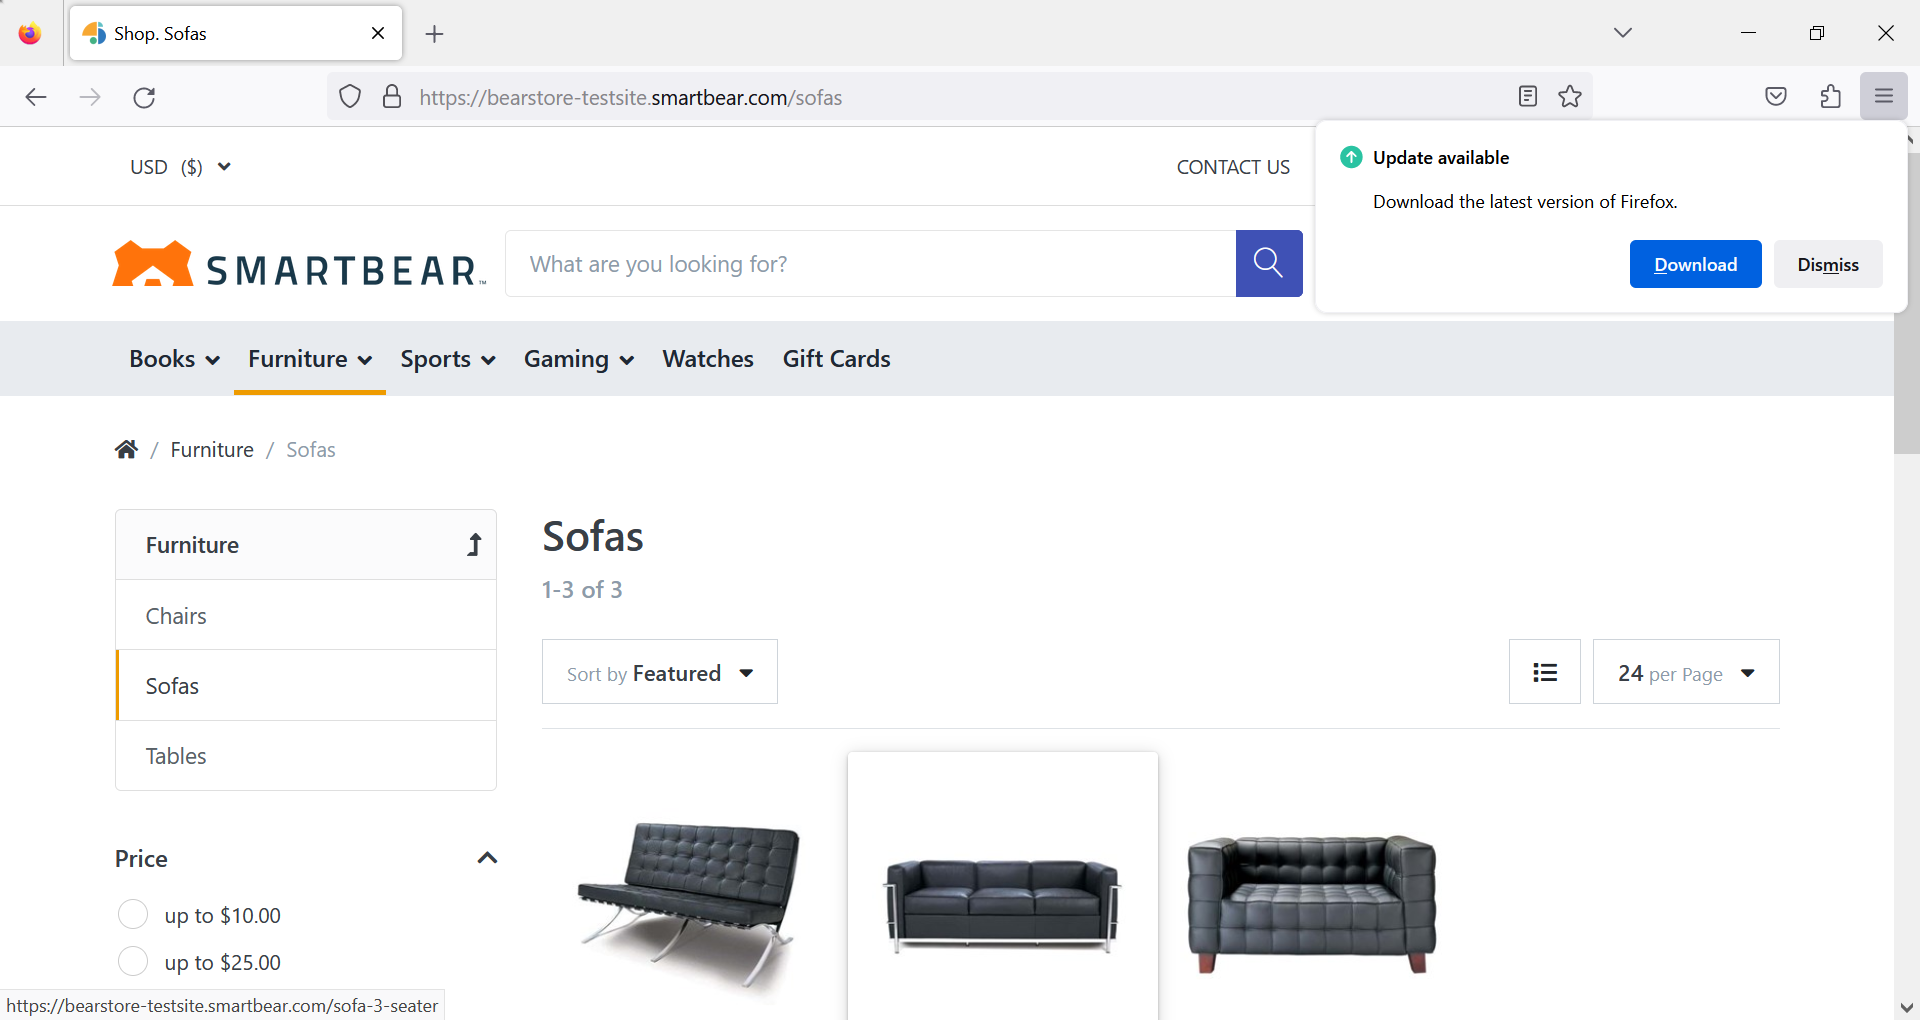 Shop. Sofas
https://bearstore-testsite.smartbear.com/sofas
USD ($)
CONTACT US
Update available
Download the latest version of Firefox.
Download
Dismiss
SMARTBEAR™
What are you looking for?
Books
Furniture
Sports
Gaming
Watches
Gift Cards
/ Furniture / Sofas
Furniture
Chairs
Sofas
Tables
Sofas
1-3 of 3
Sort by Featured
24 per Page
Price
up to $10.00
up to $25.00
https://bearstore-testsite.smartbear.com/sofa-3-seater